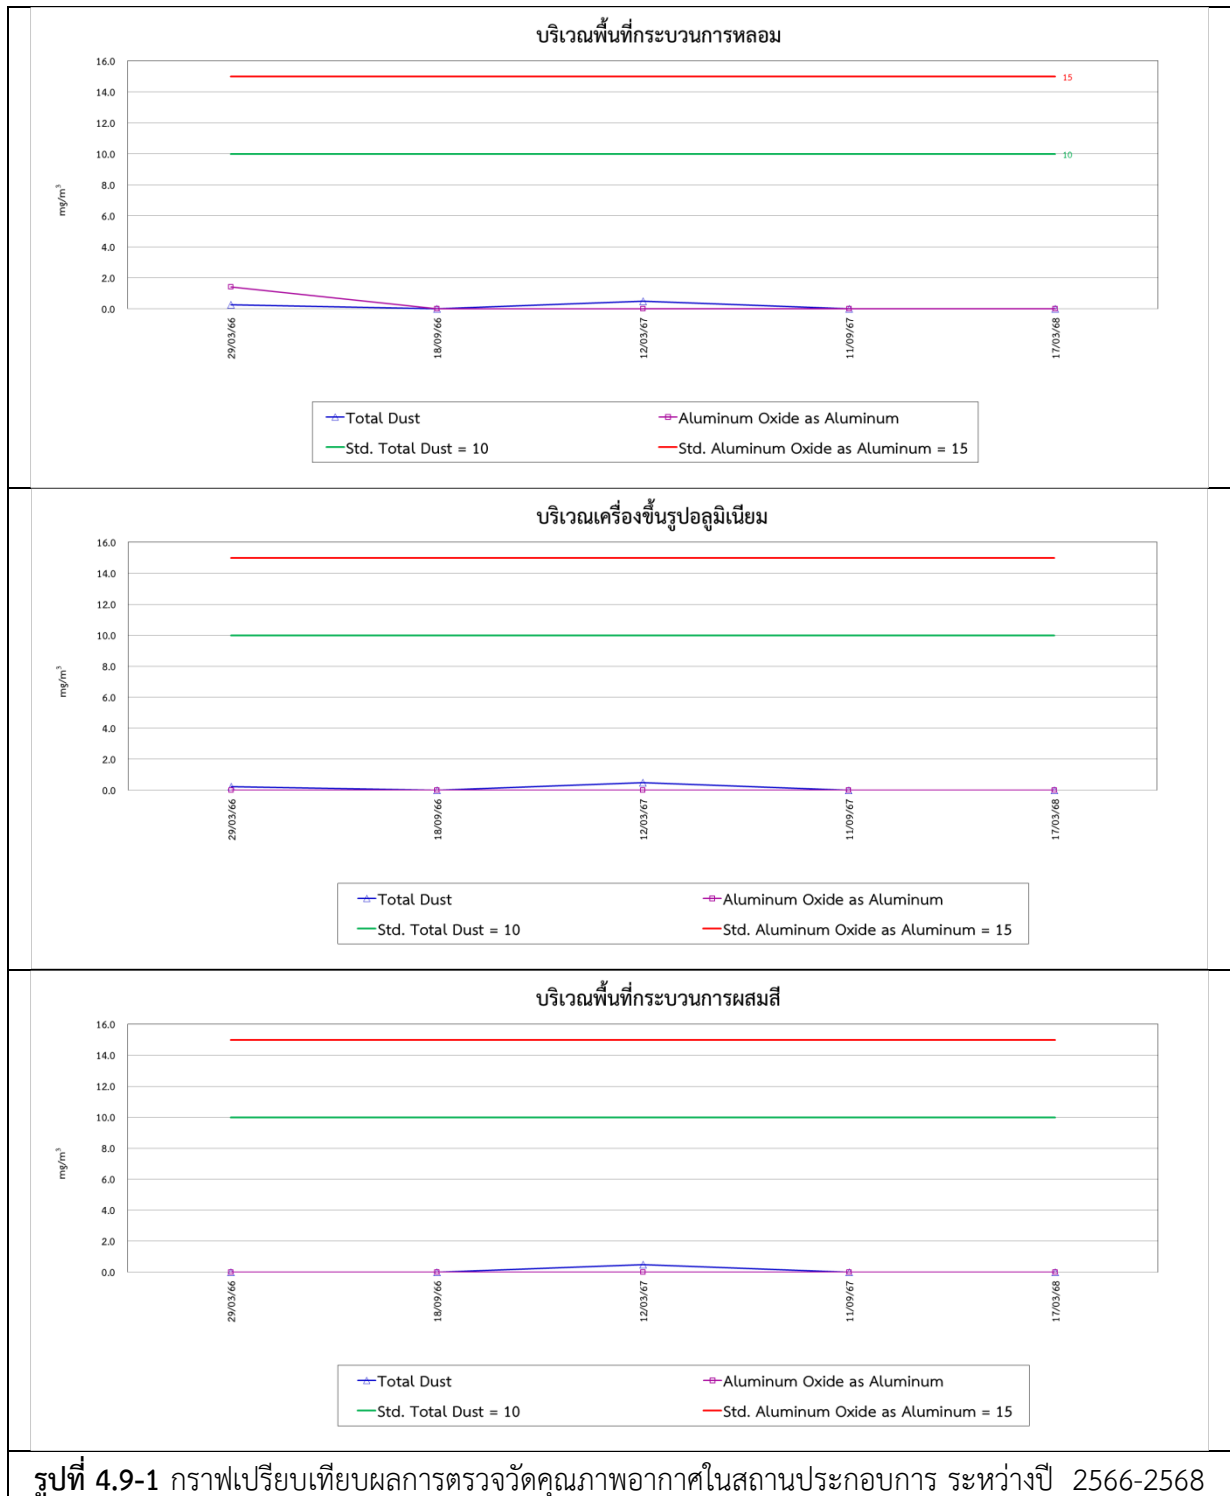 บริเวณพื้นที่กระบวนการหลอม
16.0
14.0
12.0
10.0
8.0
6.0
4.0
2.0
0.0
mg/m³
15
10
29/03/66
18/09/66
12/03/67
11/09/67
17/03/68
Total Dust
Aluminum Oxide as Aluminum
Std. Total Dust = 10
Std. Aluminum Oxide as Aluminum = 15
บริเวณเครื่องขึ้นรูปอลูมิเนียม
16.0
14.0
12.0
10.0
8.0
6.0
4.0
2.0
0.0
mg/m³
29/03/66
18/09/66
12/03/67
11/09/67
17/03/68
Total Dust
Aluminum Oxide as Aluminum
Std. Total Dust = 10
Std. Aluminum Oxide as Aluminum = 15
บริเวณพื้นที่กระบวนการผสมสี
16.0
14.0
12.0
10.0
8.0
6.0
4.0
2.0
0.0
mg/m³
29/03/66
18/09/66
12/03/67
11/09/67
17/03/68
Total Dust
Aluminum Oxide as Aluminum
Std. Total Dust = 10
Std. Aluminum Oxide as Aluminum = 15
รูปที่ 4.9-1 กราฟเปรียบเทียบผลการตรวจวัดคุณภาพอากาศในสถานประกอบการ ระหว่างปี 2566-2568